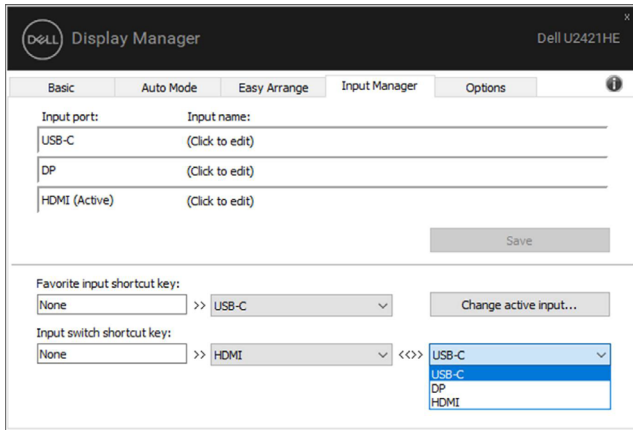 x
DELL Display Manager Dell U2421HE
Basic Auto Mode Easy Arrange Input Manager Options i
Input port: Input name:
USB-C (Click to edit)
DP (Click to edit)
HDMI (Active) (Click to edit)
Save
Favorite input shortcut key:
None >> USB-C Change active input...
Input switch shortcut key:
None >> HDMI <<>> USB-C
USB-C
DP
HDMI